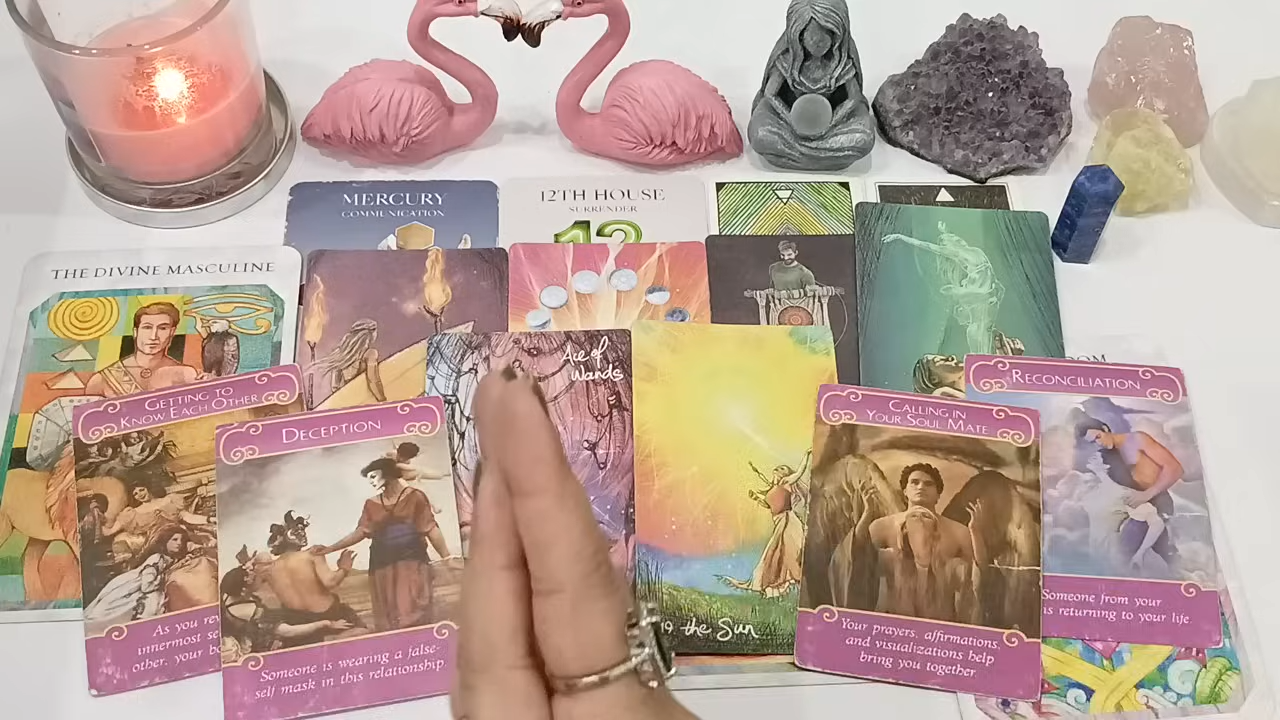 MERCURY
COMMUNICATION
12TH HOUSE
SURRENDER
12
THE DIVINE MASCULINE
GETTING TO
KNOW EACH OTHER
As you
innermost
other, your
DECEPTION
Someone is wearing a false-
self mask in this relationship.
Ace of
Wands
19 the Sun
CALLING IN
YOUR SOUL MATE
Your prayers, affirmations,
and visualizations help
bring you together.
RECONCILIATION
Someone from your
is returning to your life.